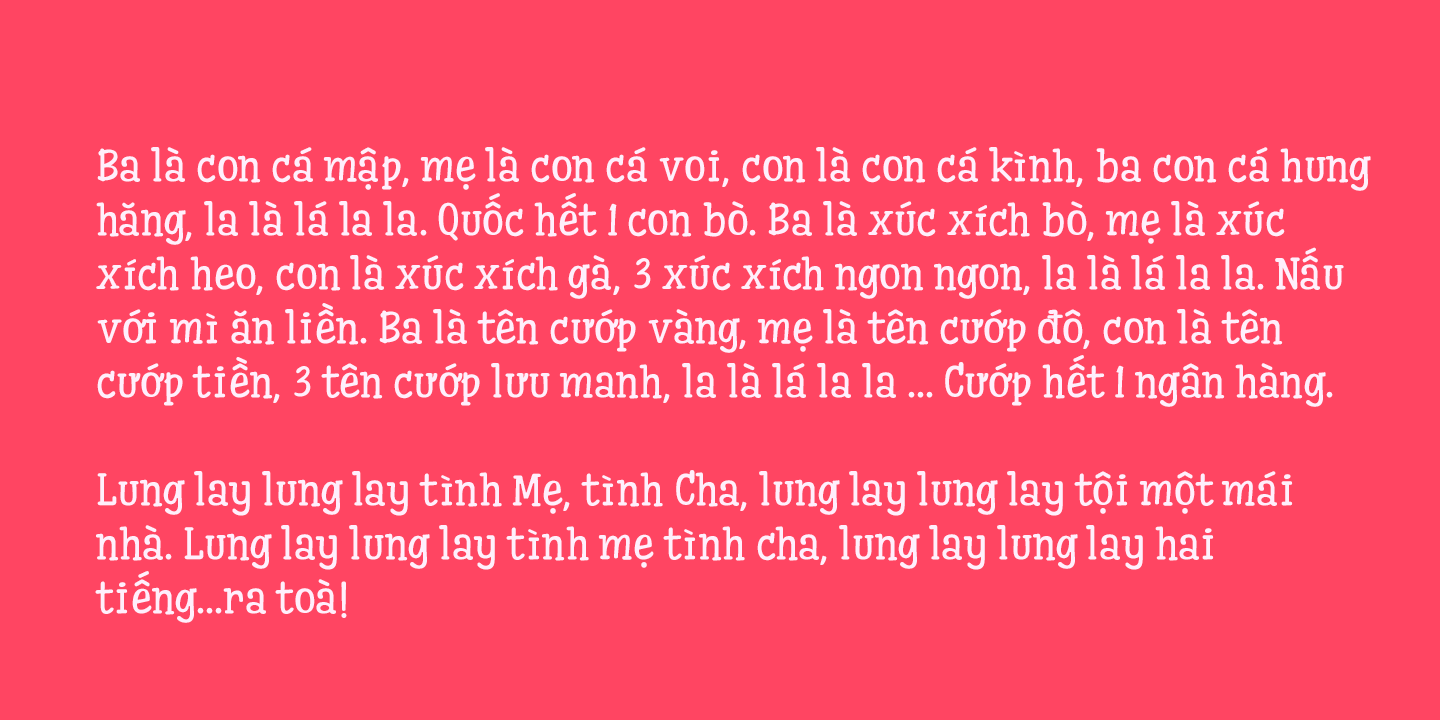 Ba là con cá mập, mẹ là con cá voi, con là con cá kình, ba con cá hung
hăng, la là lá la la. Quốc hết 1 con bò. Ba là xúc xích bò, mẹ là xúc
xích heo, con là xúc xích gà, 3 xúc xích ngon ngon, la là lá la la. Nấu
với mì ăn liền. Ba là tên cướp vàng, mẹ là tên cướp đô, con là tên
cướp tiền, 3 tên cướp lưu manh, la là lá la la ... Cướp hết 1 ngân hàng.
Lung lay lung lay tình Mẹ, tình Cha, lung lay lung lay tội một mái
nhà. Lung lay lung lay tình mẹ tình cha, lung lay lung lay hai
tiếng...ra toà!